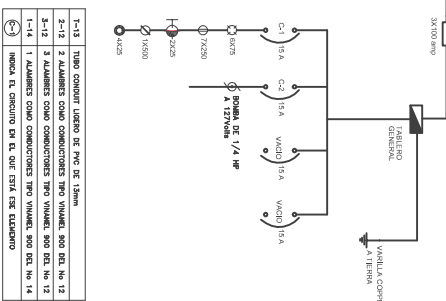 3X100 amp
TABLERO
GENERAL
VARILLA COPP
A TIERRA
C-1
15 A
C-2
15 A
VACIO
15 A
VACIO
15 A
6X75
7X250
2X25
1X500
4X25
BOMBA DE 1/4 HP
A 127Volts
T-13 TUBO CONDUIT LIGERO DE PVC DE 13mm
2-12 2 ALAMBRES COMO CONDUCTORES TIPO VINANEL 900 DEL No 12
3-12 3 ALAMBRES COMO CONDUCTORES TIPO VINANEL 900 DEL No 12
1-14 1 ALAMBRES COMO CONDUCTORES TIPO VINANEL 900 DEL No 14
C-1 INDICA EL CIRCUITO EN EL QUE ESTÁ ESE ELEMENTO